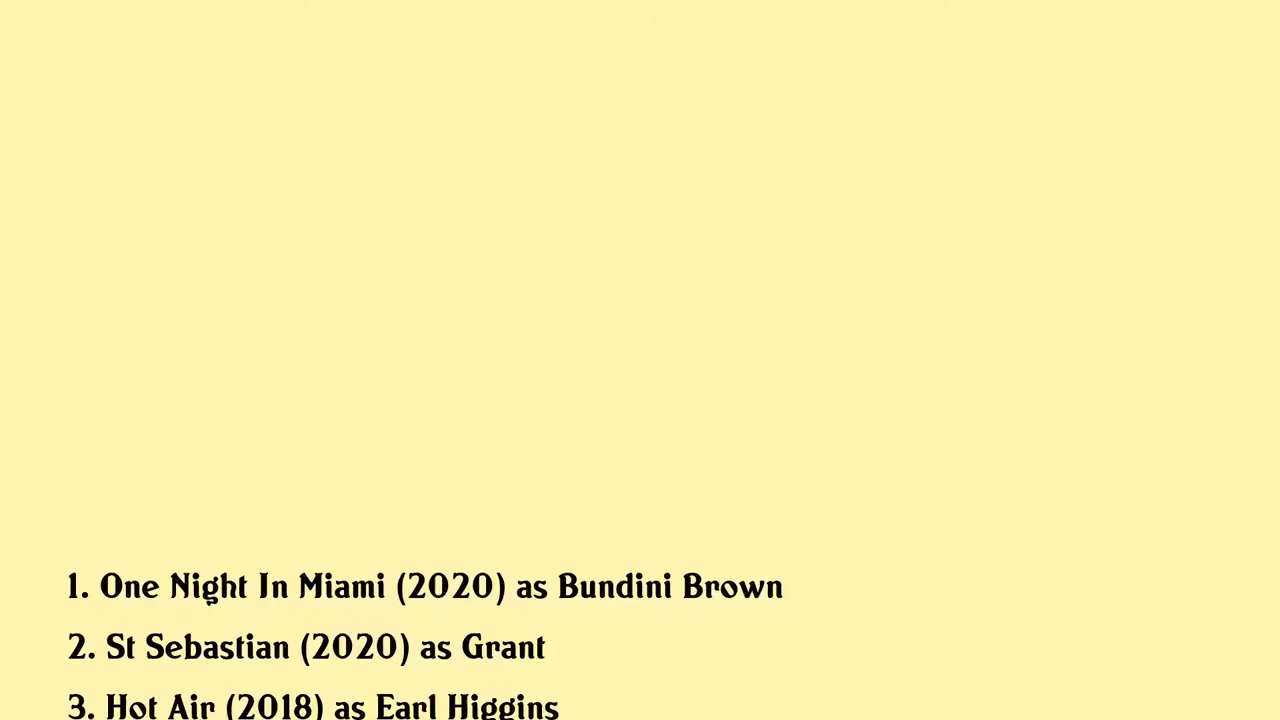 1. One Night In Miami (2020) as Bundini Brown
2. St Sebastian (2020) as Grant
3. Hot Air (2018) as Earl Higgins